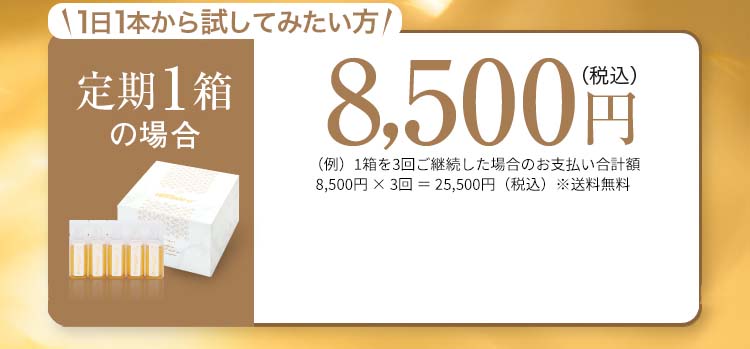 1日1本から試してみたい方
定期1箱
の場合
8,500円（税込）
（例）1箱を3回ご継続した場合のお支払い合計額
8,500円 × 3回 ＝ 25,500円（税込）※送料無料